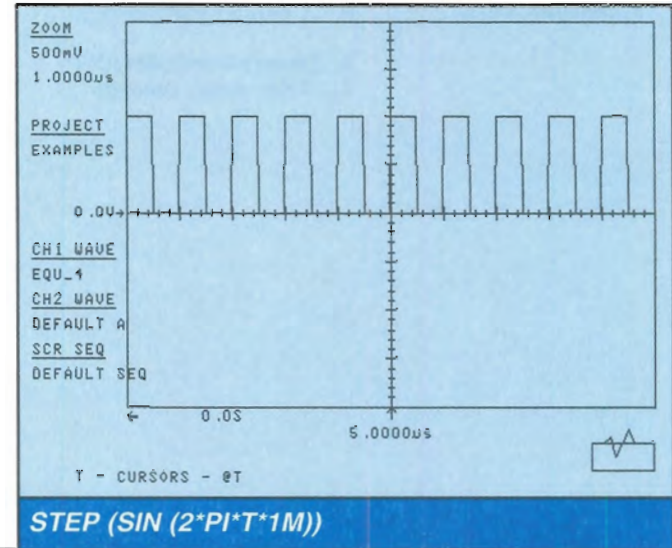 ZOOM
500mV
1.0000us
PROJECT
EXAMPLES
0.0V
CH1 WAVE
EQU_4
CH2 WAVE
DEFAULT A
SCR SEQ
DEFAULT SEQ
0.0S
5.0000us
T - CURSORS - @T
STEP (SIN (2*PI*T*1M))